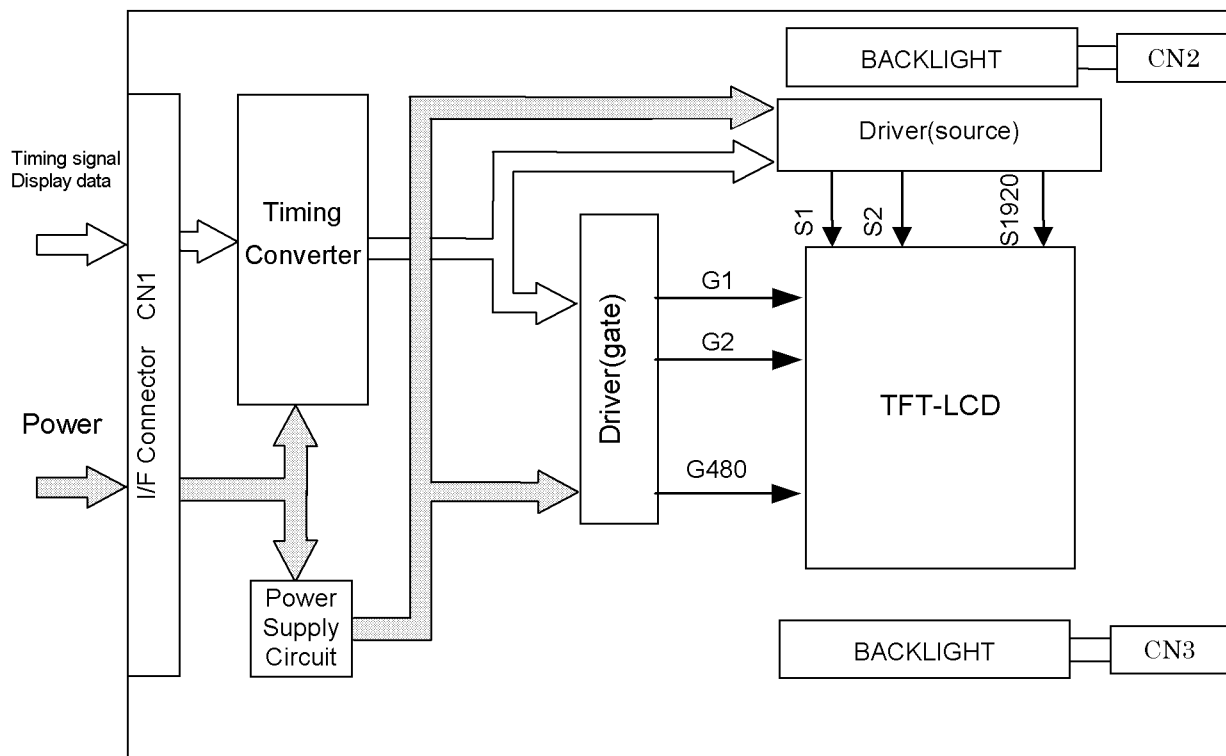 BACKLIGHT
CN2
Timing signal
Display data
Driver(source)
Timing
Converter
S1
S2
S1920
I/F Connector CN1
Driver(gate)
G1
G2
TFT-LCD
Power
G480
Power
Supply
Circuit
BACKLIGHT
CN3